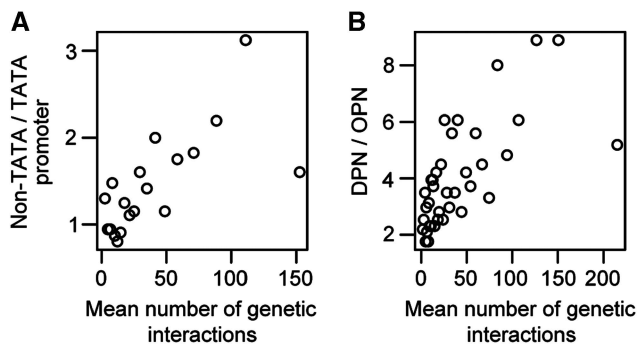 A
B
Non-TATA / TATA
promoter
3
2
1
0
50
100
150
Mean number of genetic
interactions
DPN / OPN
8
6
4
2
0
50
100
150
200
Mean number of genetic
interactions